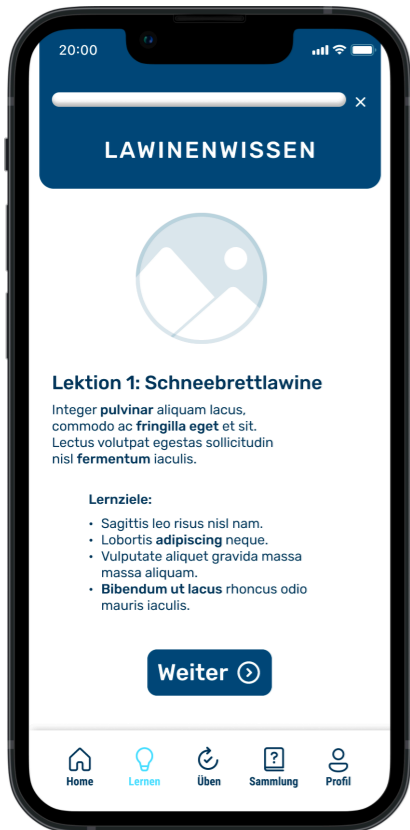 20:00
LAWINENWISSEN
Lektion 1: Schneebrettlawine
Integer pulvinar aliquam lacus,
commodo ac fringilla eget et sit.
Lectus volutpat egestas sollicitudin
nisl fermentum iaculis.
Lernziele:
• Sagittis leo risus nisl nam.
• Lobortis adipiscing neque.
• Vulputate aliquet gravida massa
massa aliquam.
• Bibendum ut lacus rhoncus odio
mauris iaculis.
Weiter
Home Lernen Üben Sammlung Profil